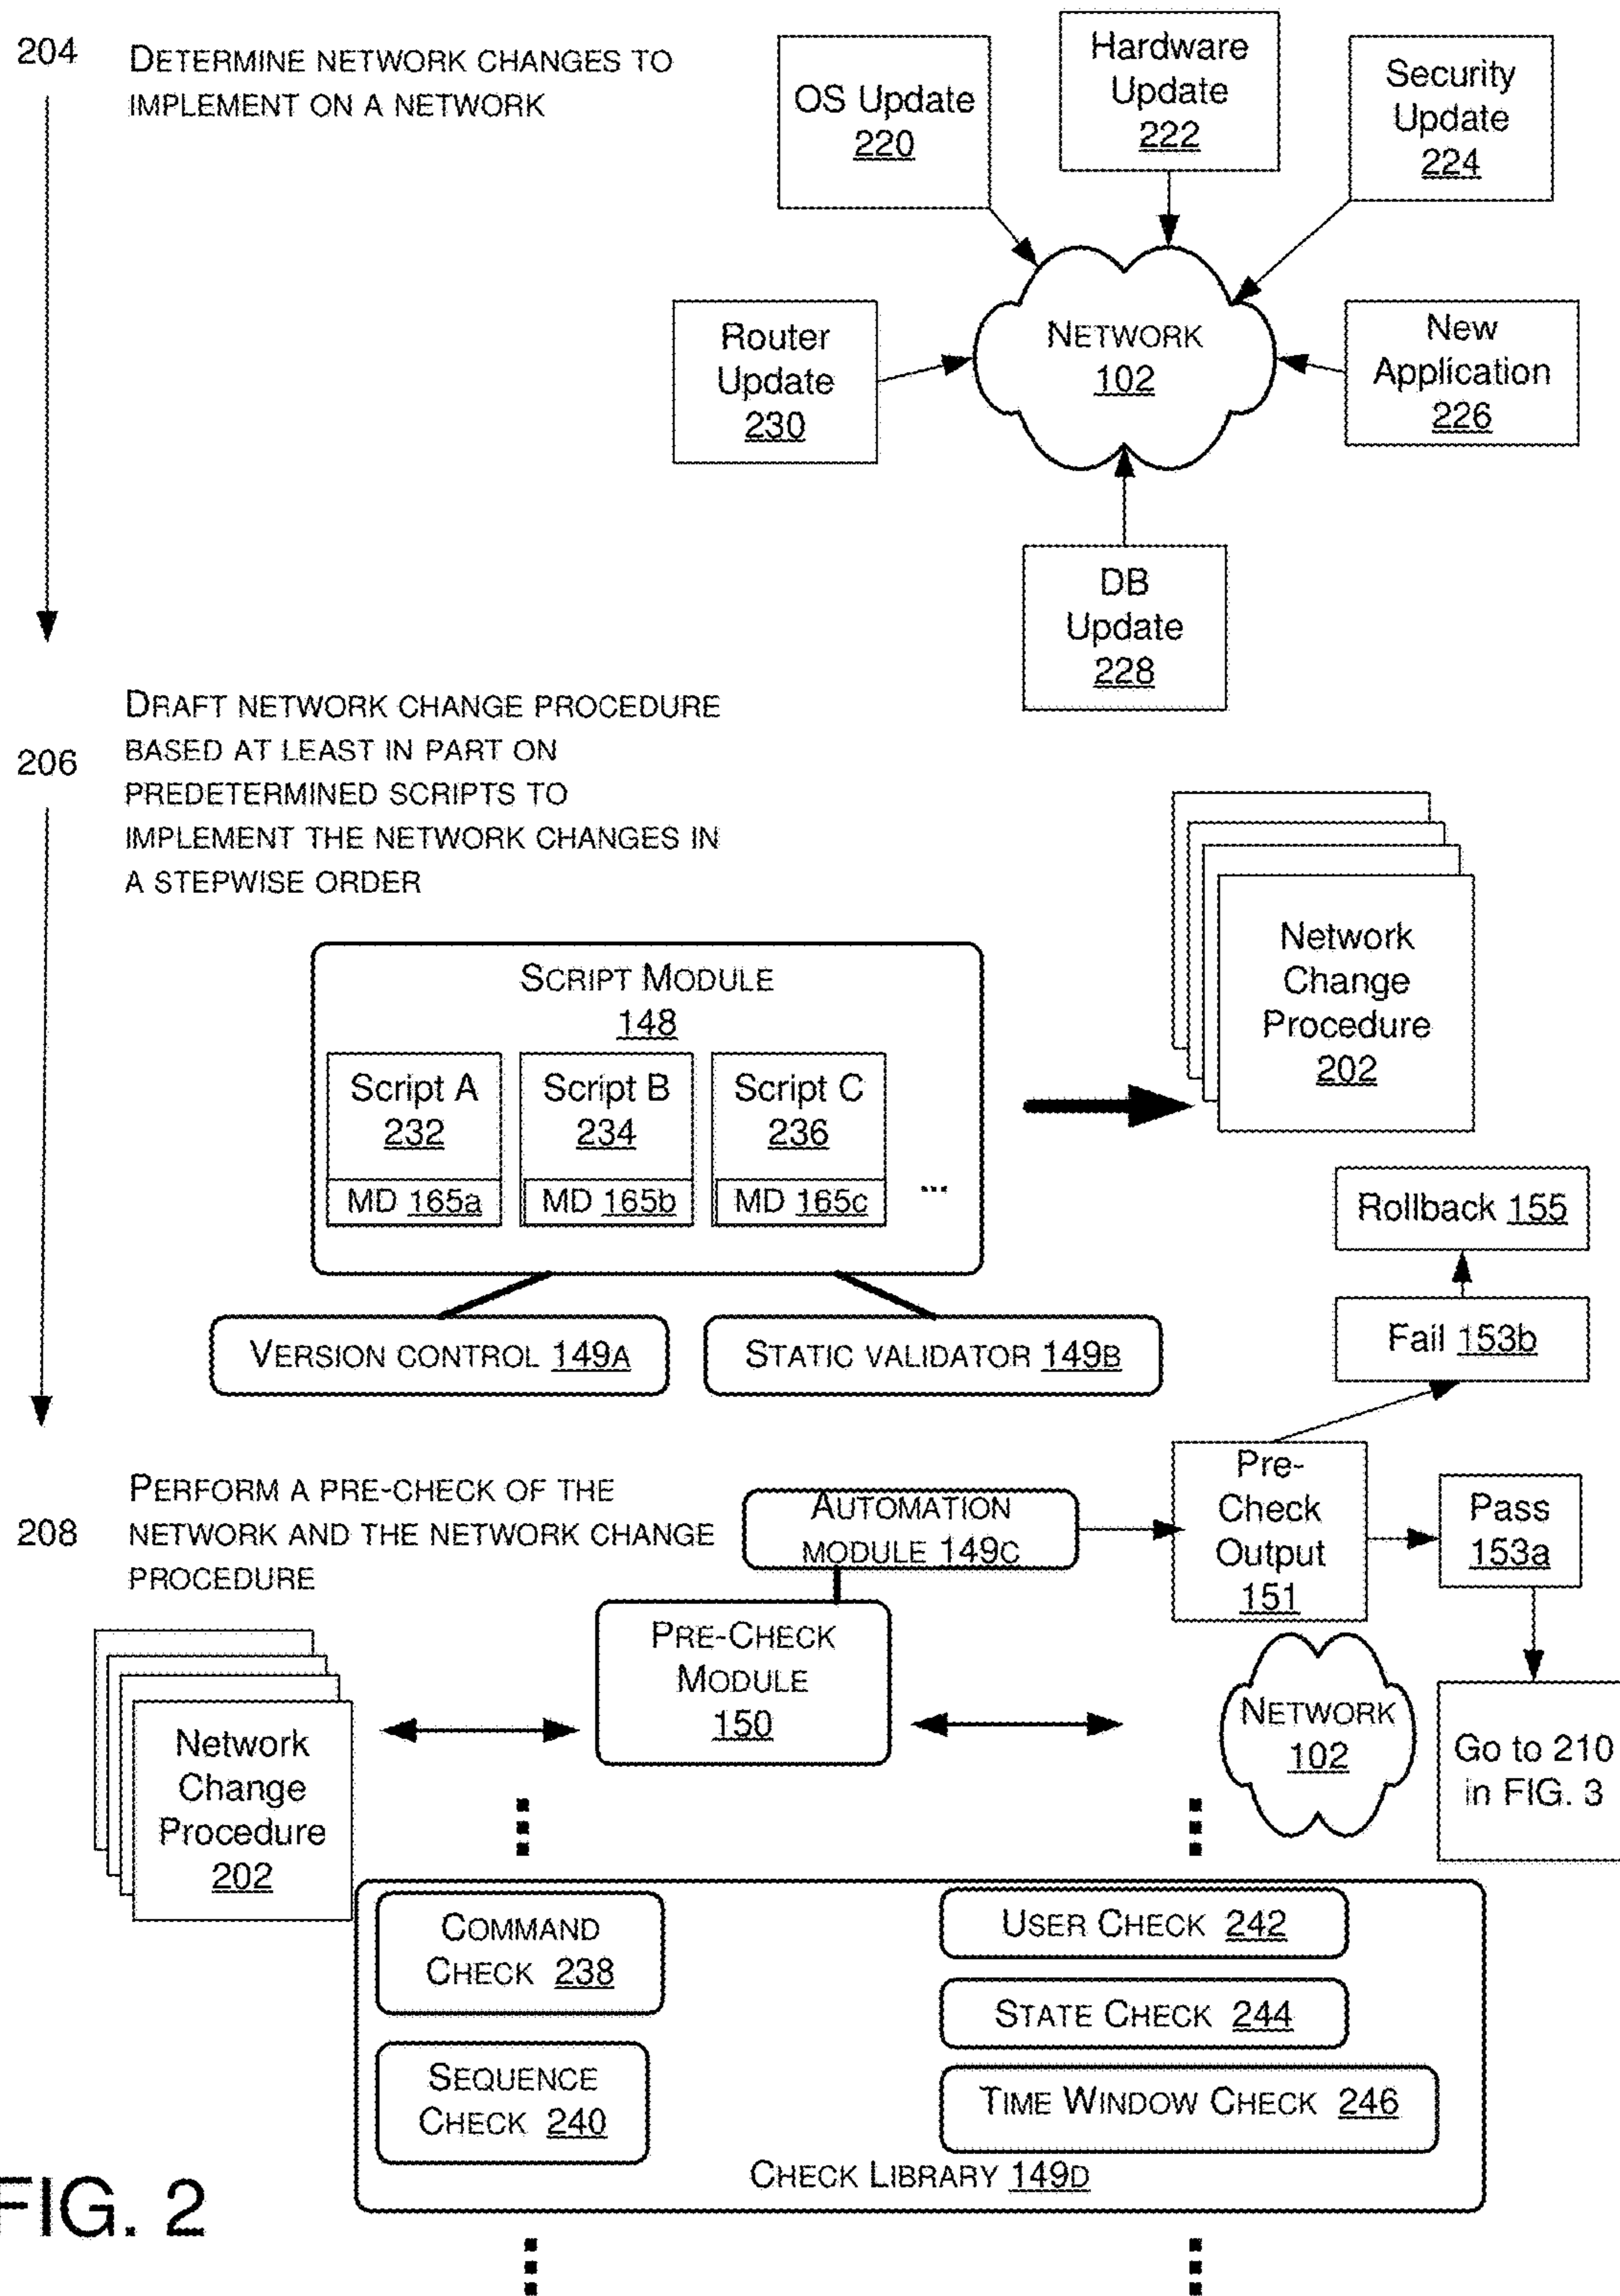 204
DETERMINE NETWORK CHANGES TO
IMPLEMENT ON A NETWORK
OS Update
220
Hardware
Update
222
Security
Update
224
Router
Update
230
NETWORK
102
New
Application
226
DB
Update
228
206
DRAFT NETWORK CHANGE PROCEDURE
BASED AT LEAST IN PART ON
PREDETERMINED SCRIPTS TO
IMPLEMENT THE NETWORK CHANGES IN
A STEPWISE ORDER
SCRIPT MODULE
148
Script A
232
MD 165a
Script B
234
MD 165b
Script C
236
MD 165c
...
Network
Change
Procedure
202
VERSION CONTROL 149A
STATIC VALIDATOR 149B
Rollback 155
Fail 153b
208
PERFORM A PRE-CHECK OF THE
NETWORK AND THE NETWORK CHANGE
PROCEDURE
AUTOMATION
MODULE 149C
Pre-
Check
Output
151
Pass
153a
PRE-CHECK
MODULE
150
Network
Change
Procedure
202
NETWORK
102
Go to 210
in FIG. 3
COMMAND
CHECK 238
SEQUENCE
CHECK 240
USER CHECK 242
STATE CHECK 244
TIME WINDOW CHECK 246
CHECK LIBRARY 149D
FIG. 2